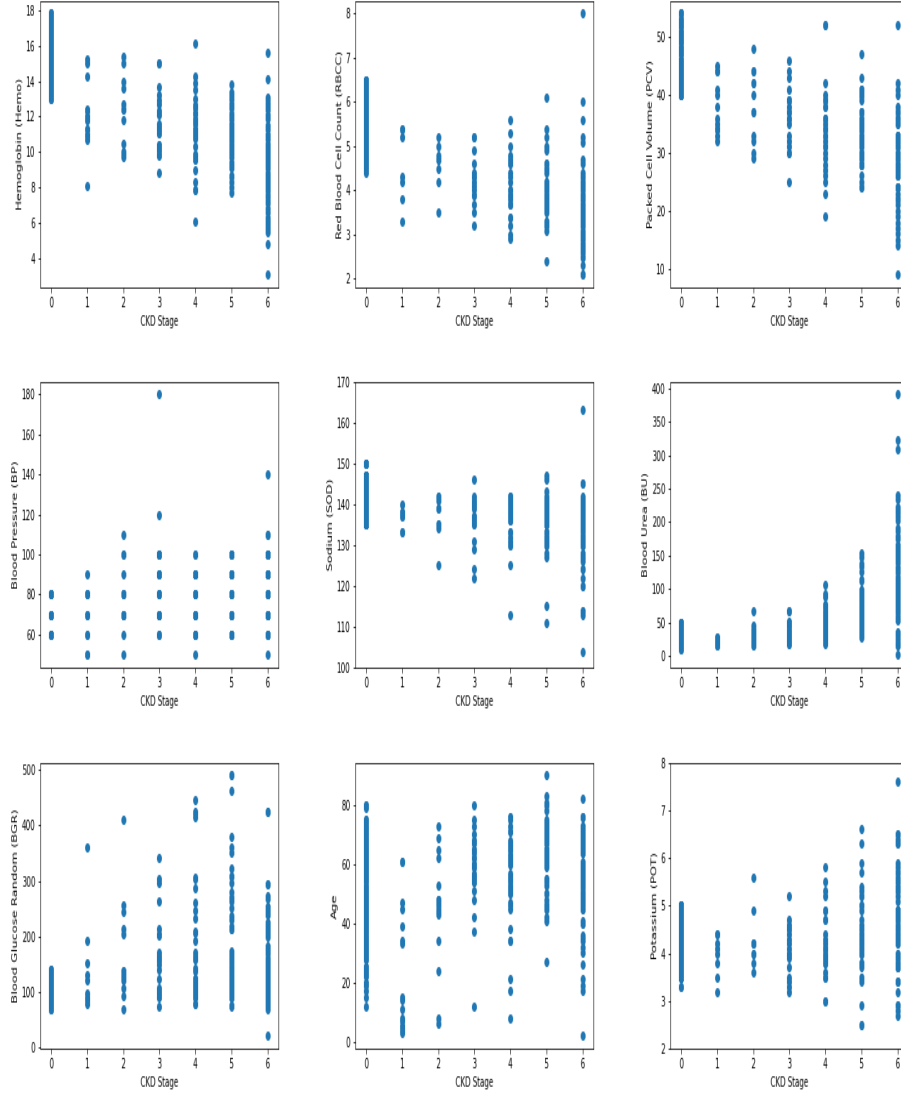 Hemoglobin (Hemo)
18
16
14
12
10
8
6
4
0 1 2 3 4 5 6
CKD Stage
Red Blood Cell Count (RBCC)
8
7
6
5
4
3
2
0 1 2 3 4 5 6
CKD Stage
Packed Cell Volume (PCV)
50
40
30
20
10
0 1 2 3 4 5 6
CKD Stage
Blood Pressure (BP)
180
160
140
120
100
80
60
0 1 2 3 4 5 6
CKD Stage
Sodium (SOD)
170
160
150
140
130
120
110
100
0 1 2 3 4 5 6
CKD Stage
Blood Urea (BU)
400
350
300
250
200
150
100
50
0
0 1 2 3 4 5 6
CKD Stage
Blood Glucose Random (BGR)
500
400
300
200
100
0
0 1 2 3 4 5 6
CKD Stage
Age
80
60
40
20
0
0 1 2 3 4 5 6
CKD Stage
Potassium (POT)
8
7
6
5
4
3
2
0 1 2 3 4 5 6
CKD Stage